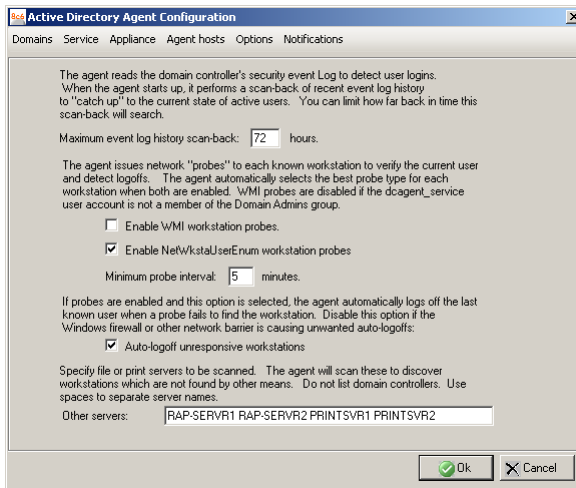 8c6 Active Directory Agent Configuration
Domains Service Appliance Agent hosts Options Notifications
The agent reads the domain controller's security event Log to detect user logins.
When the agent starts up, it performs a scan-back of recent event log history
to "catch up" to the current state of active users. You can limit how far back in time this
scan-back will search.
Maximum event log history scan-back: 72 hours.
The agent issues network "probes" to each known workstation to verify the current user
and detect logoffs. The agent automatically selects the best probe type for each
workstation when both are enabled. WMI probes are disabled if the dcagent_service
user account is not a member of the Domain Admins group.
Enable WMI workstation probes.
Enable NetWkstaUserEnum workstation probes
Minimum probe interval: 5 minutes.
If probes are enabled and this option is selected, the agent automatically logs off the last
known user when a probe fails to find the workstation. Disable this option if the
Windows firewall or other network barrier is causing unwanted auto-logoffs:
Auto-logoff unresponsive workstations
Specify file or print servers to be scanned. The agent will scan these to discover
workstations which are not found by other means. Do not list domain controllers. Use
spaces to separate server names.
Other servers: RAP-SERVR1 RAP-SERVR2 PRINTSVR1 PRINTSVR2
Ok Cancel